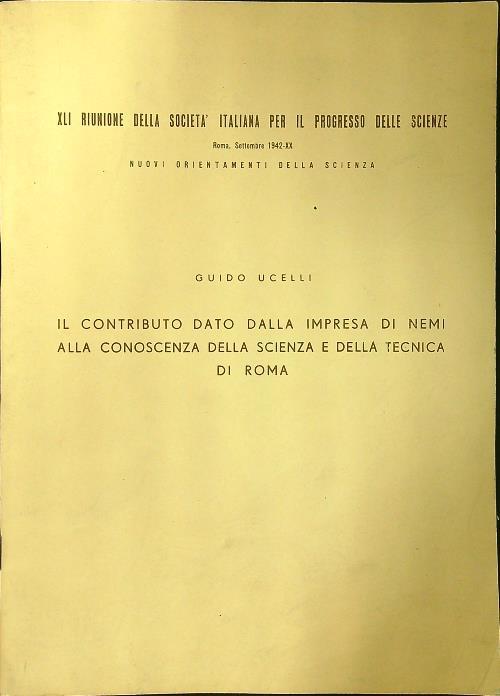 XLI RIUNIONE DELLA SOCIETA' ITALIANA PER IL PROGRESSO DELLE SCIENZE
Roma, Settembre 1942-XX
NUOVI ORIENTAMENTI DELLA SCIENZA
GUIDO UCELLI
IL CONTRIBUTO DATO DALLA IMPRESA DI NEMI
ALLA CONOSCENZA DELLA SCIENZA E DELLA TECNICA
DI ROMA